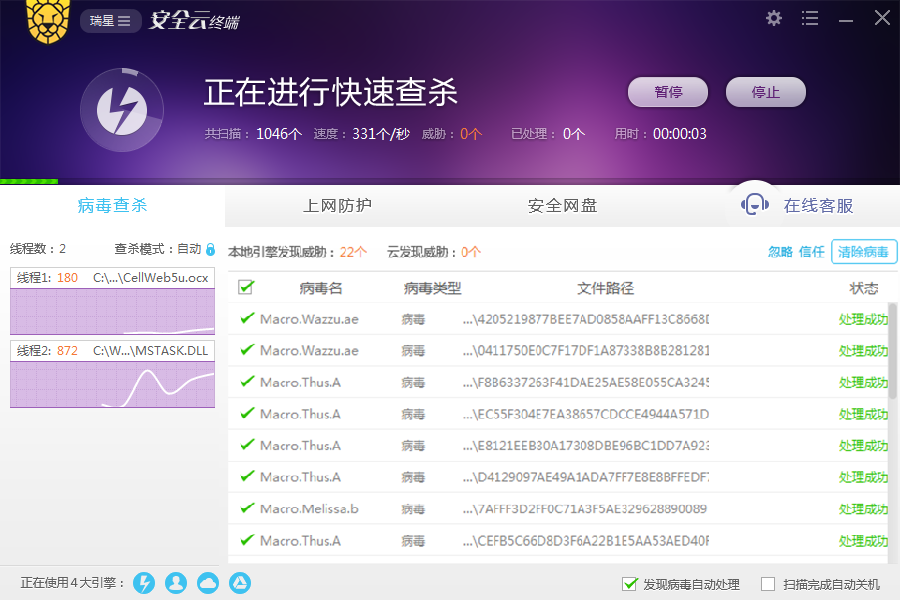 瑞星 安全云终端
正在进行快速查杀 暂停 停止
共扫描： 1046个 速度： 331个/秒 威胁： 0个 已处理： 0个 用时： 00:00:03
病毒查杀 上网防护 安全网盘 在线客服
线程数：2 查杀模式：自动 本地引擎发现威胁：22个 云发现威胁：0个 忽略 信任 清除病毒
线程1: 180 C:\...\CellWeb5u.ocx
线程2: 872 C:\W...\MSTASK.DLL
病毒名 病毒类型 文件路径 状态
Macro.Wazzu.ae 病毒 ...\4205219877BEE7AD0858AAFF13C8668D 处理成功
Macro.Wazzu.ae 病毒 ...\0411750E0C7F17DF1A87338B8B281281 处理成功
Macro.Thus.A 病毒 ...\F8B6337263F41DAE25AE58E055CA3245 处理成功
Macro.Thus.A 病毒 ...\EC55F304E7EA38657CDCCE4944A571D 处理成功
Macro.Thus.A 病毒 ...\E8121EEB30A17308DBE96BC1DD7A923 处理成功
Macro.Thus.A 病毒 ...\D4129097AE49A1ADA7FF7E8E8BFFEDF7 处理成功
Macro.Melissa.b 病毒 ...\7AFFF3D2FF0C71A3F5AE329628890089 处理成功
Macro.Thus.A 病毒 ...\CEFB5C66D8D3F6A22B1E5AA53AED40F 处理成功
正在使用4大引擎： 发现病毒自动处理 扫描完成自动关机